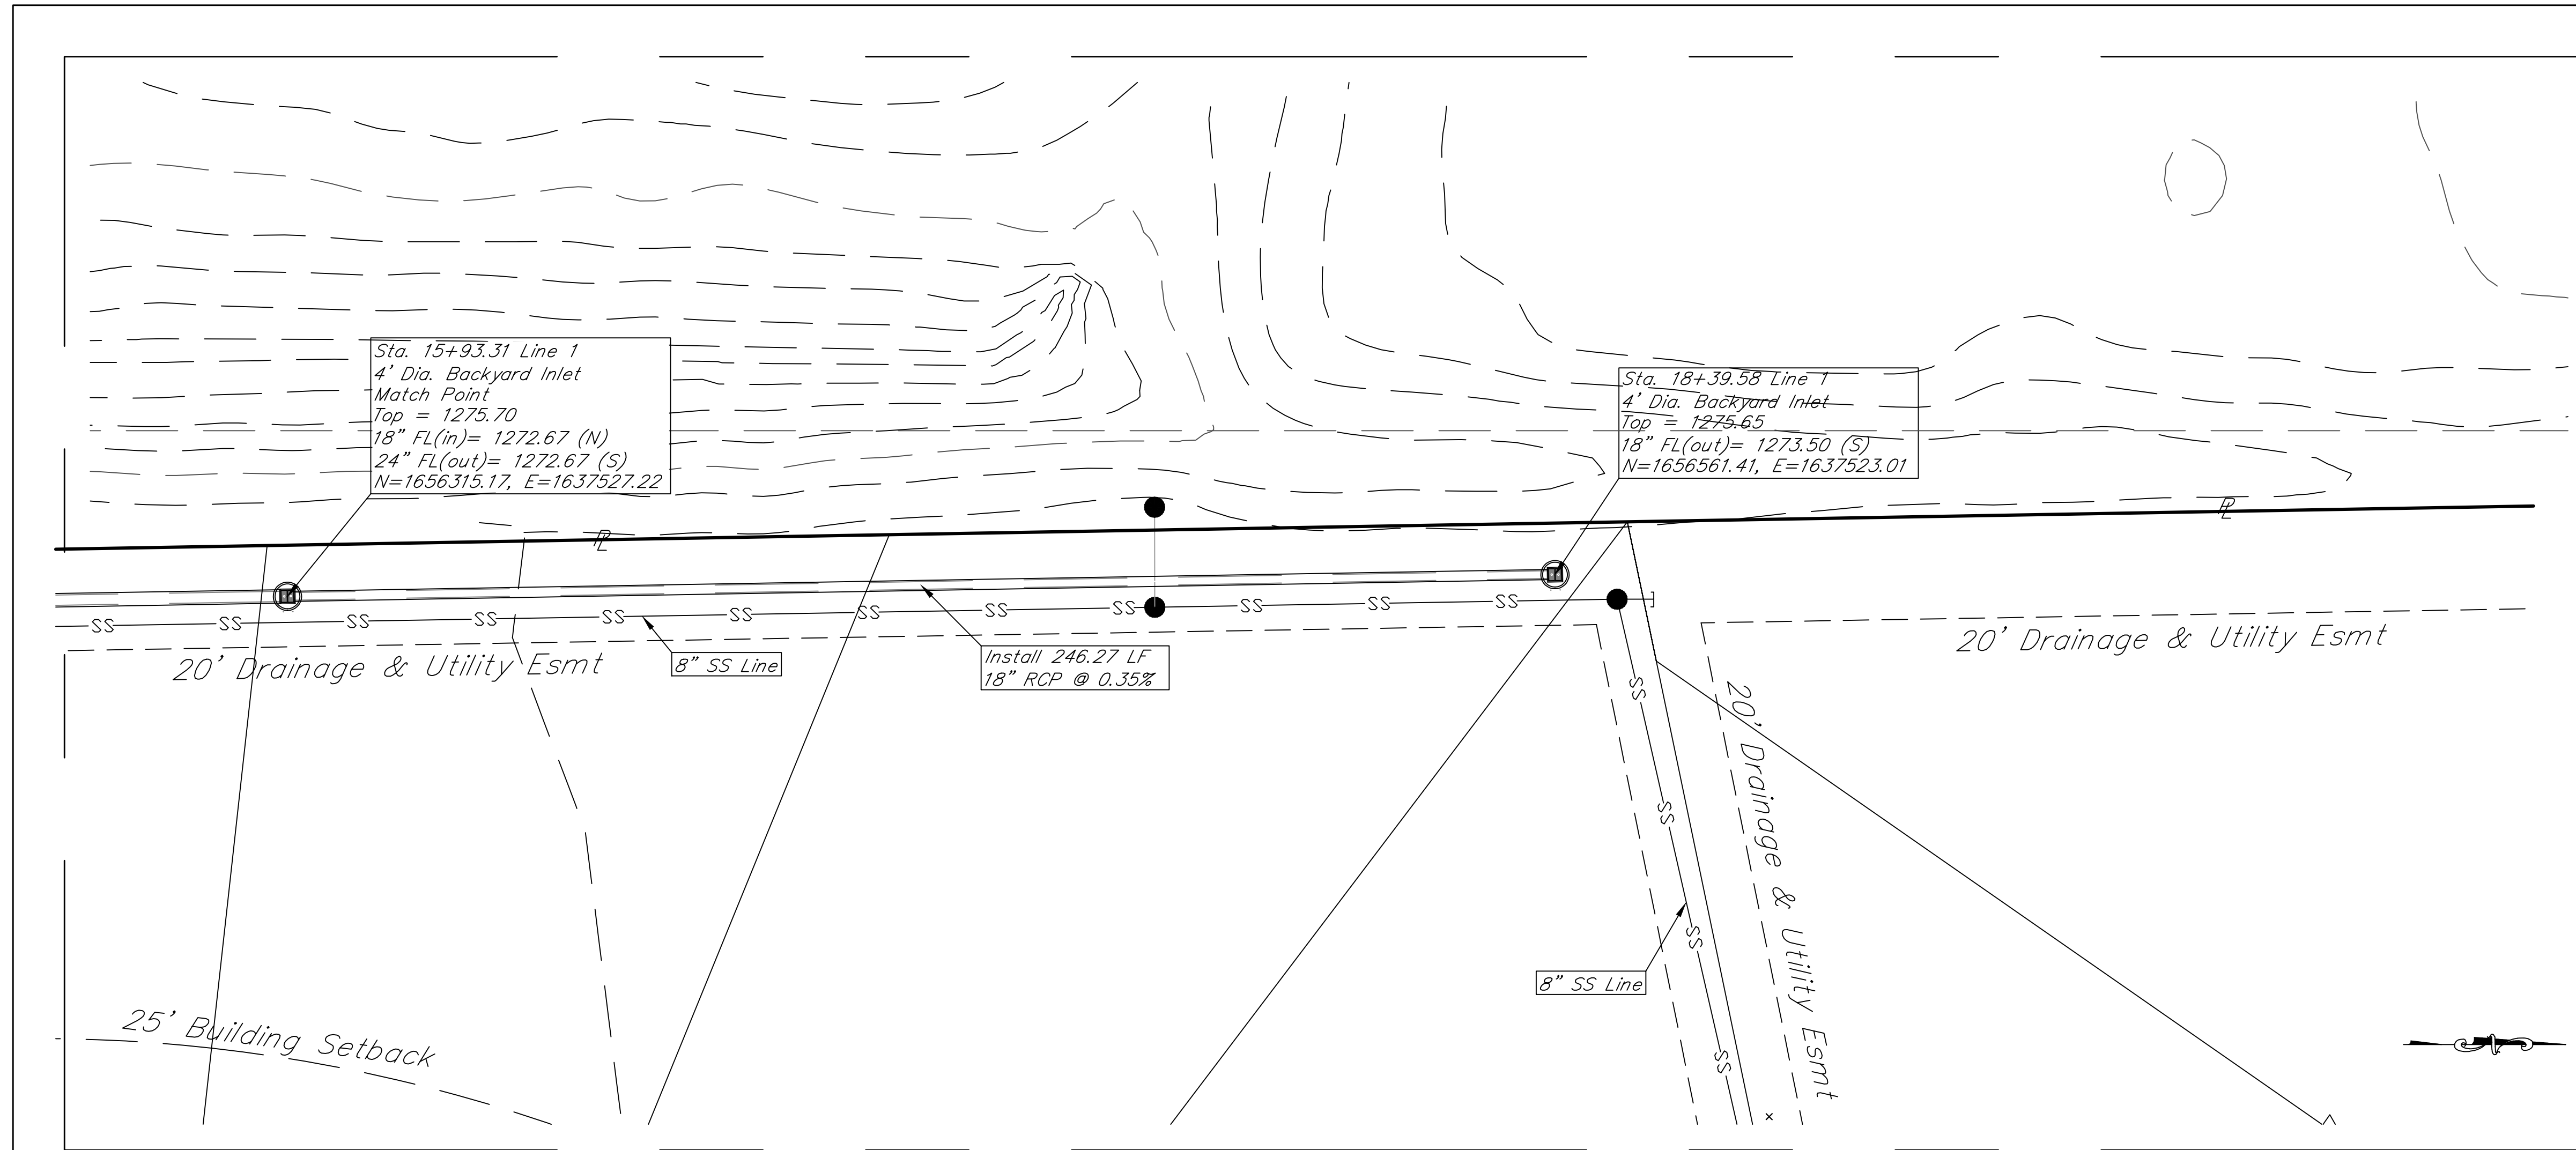 Sta. 15+93.31 Line 1
4' Dia. Backyard Inlet
Match Point
Top = 1275.70
18" FL(in)= 1272.67 (N)
24" FL(out)= 1272.67 (S)
N=1656315.17, E=1637527.22
Sta. 18+39.58 Line 1
4' Dia. Backyard Inlet
Top = 1275.65
18" FL(out)= 1273.50 (S)
N=1656561.41, E=1637523.01
PL
PL
SS SS SS SS SS SS SS SS SS SS SS SS
20' Drainage & Utility Esmt
8" SS Line
Install 246.27 LF
18" RCP @ 0.35%
20' Drainage & Utility Esmt
20' Drainage & Utility Esmt
SS
SS
SS
SS
8" SS Line
25' Building Setback